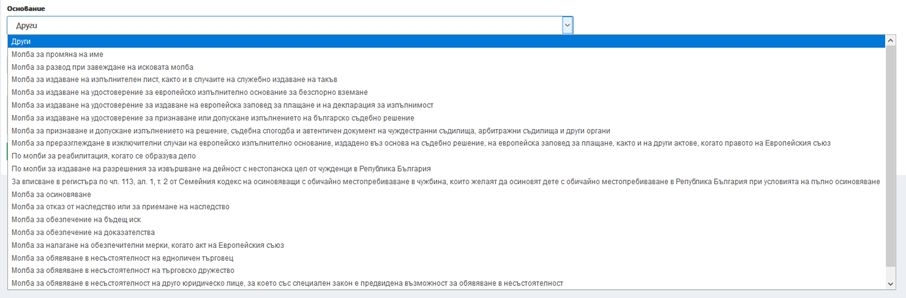 Основание
Други
Други
Молба за промяна на име
Молба за развод при завеждане на исковата молба
Молба за издаване на изпълнителен лист, както и в случаите на служебно издаване на такъв
Молба за издаване на удостоверение за европейско изпълнително основание за безспорно вземане
Молба за издаване на удостоверение за издаване на европейска заповед за плащане и на декларация за изпълнимост
Молба за издаване на удостоверение за признаване или допускане изпълнението на българско съдебно решение
Молба за признаване и допускане изпълнението на решение, съдебна спогодба и автентичен документ на чуждестранни съдилища, арбитражни съдилища и други органи
Молба за преразглеждане в изключителни случаи на европейско изпълнително основание, издадено въз основа на съдебно решение, на европейска заповед за плащане, както и на други актове, когато правото на Европейския съюз
По молби за реабилитация, когато се образува дело
По молби за издаване на разрешения за извършване на дейност с нестопанска цел от чужденци в Република България
За вписване в регистъра по чл. 113, ал. 1, т. 2 от Семейния кодекс на осиновяващи с обичайно местопребиваване в чужбина, които желаят да осиновят дете с обичайно местопребиваване в Република България при условията на пълно осиновяване
Молба за осиновяване
Молба за отказ от наследство или за приемане на наследство
Молба за обезпечение на бъдещ иск
Молба за обезпечение на доказателства
Молба за налагане на обезпечителни мерки, когато акт на Европейския съюз
Молба за обявяване в несъстоятелност на едноличен търговец
Молба за обявяване в несъстоятелност на търговско дружество
Молба за обявяване в несъстоятелност на друго юридическо лице, за което със специален закон е предвидена възможност за обявяване в несъстоятелност